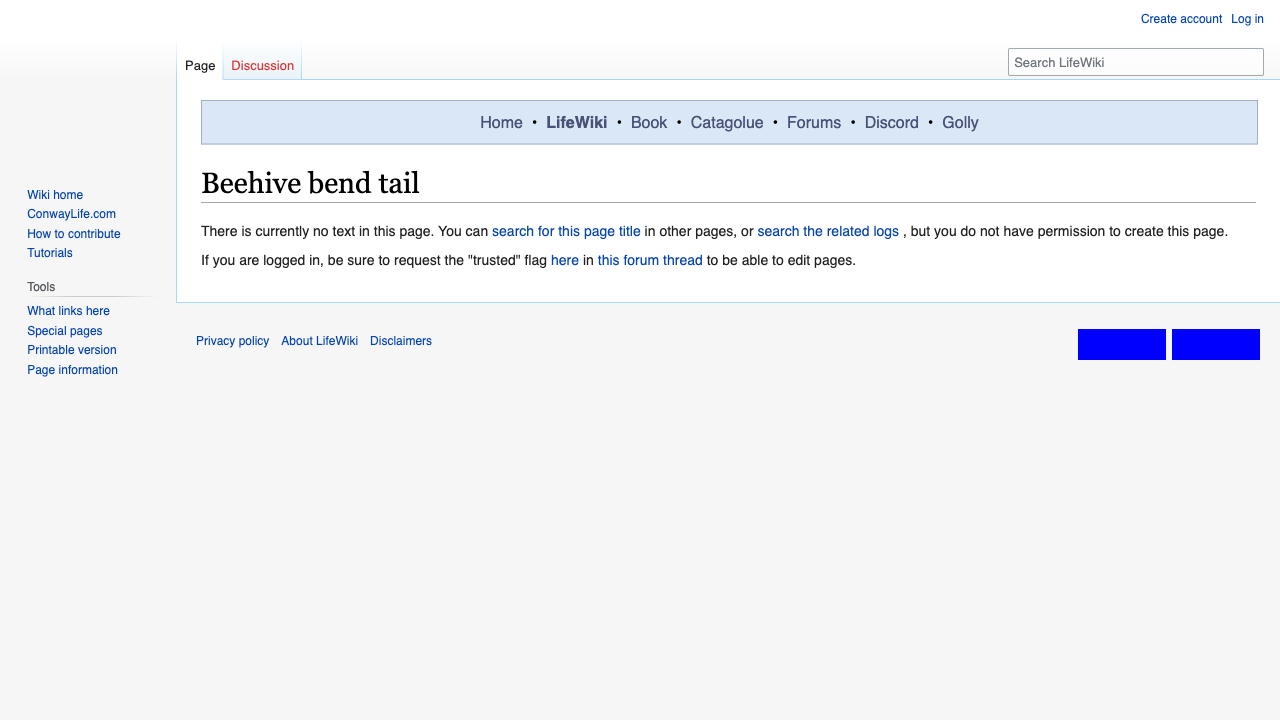 Create account Log in
Page Discussion Search LifeWiki
Home • LifeWiki • Book • Catagolue • Forums • Discord • Golly
Beehive bend tail
There is currently no text in this page. You can search for this page title in other pages, or search the related logs , but you do not have permission to create this page.
If you are logged in, be sure to request the "trusted" flag here in this forum thread to be able to edit pages.
Wiki home
ConwayLife.com
How to contribute
Tutorials
Tools
What links here
Special pages
Printable version
Page information
Privacy policy About LifeWiki Disclaimers